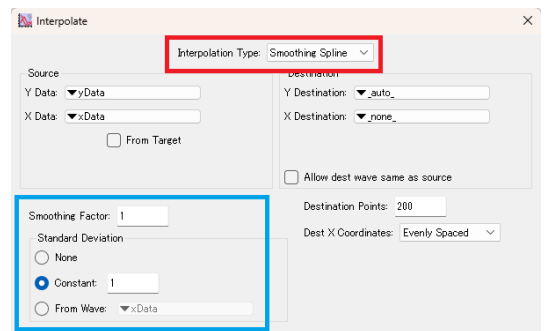 Interpolate
Interpolation Type: Smoothing Spline
Source
Y Data: yData
X Data: xData
From Target
Destination
Y Destination: _auto_
X Destination: _none_
Allow dest wave same as source
Smoothing Factor: 1
Standard Deviation
None
Constant: 1
From Wave: xData
Destination Points: 200
Dest X Coordinates: Evenly Spaced